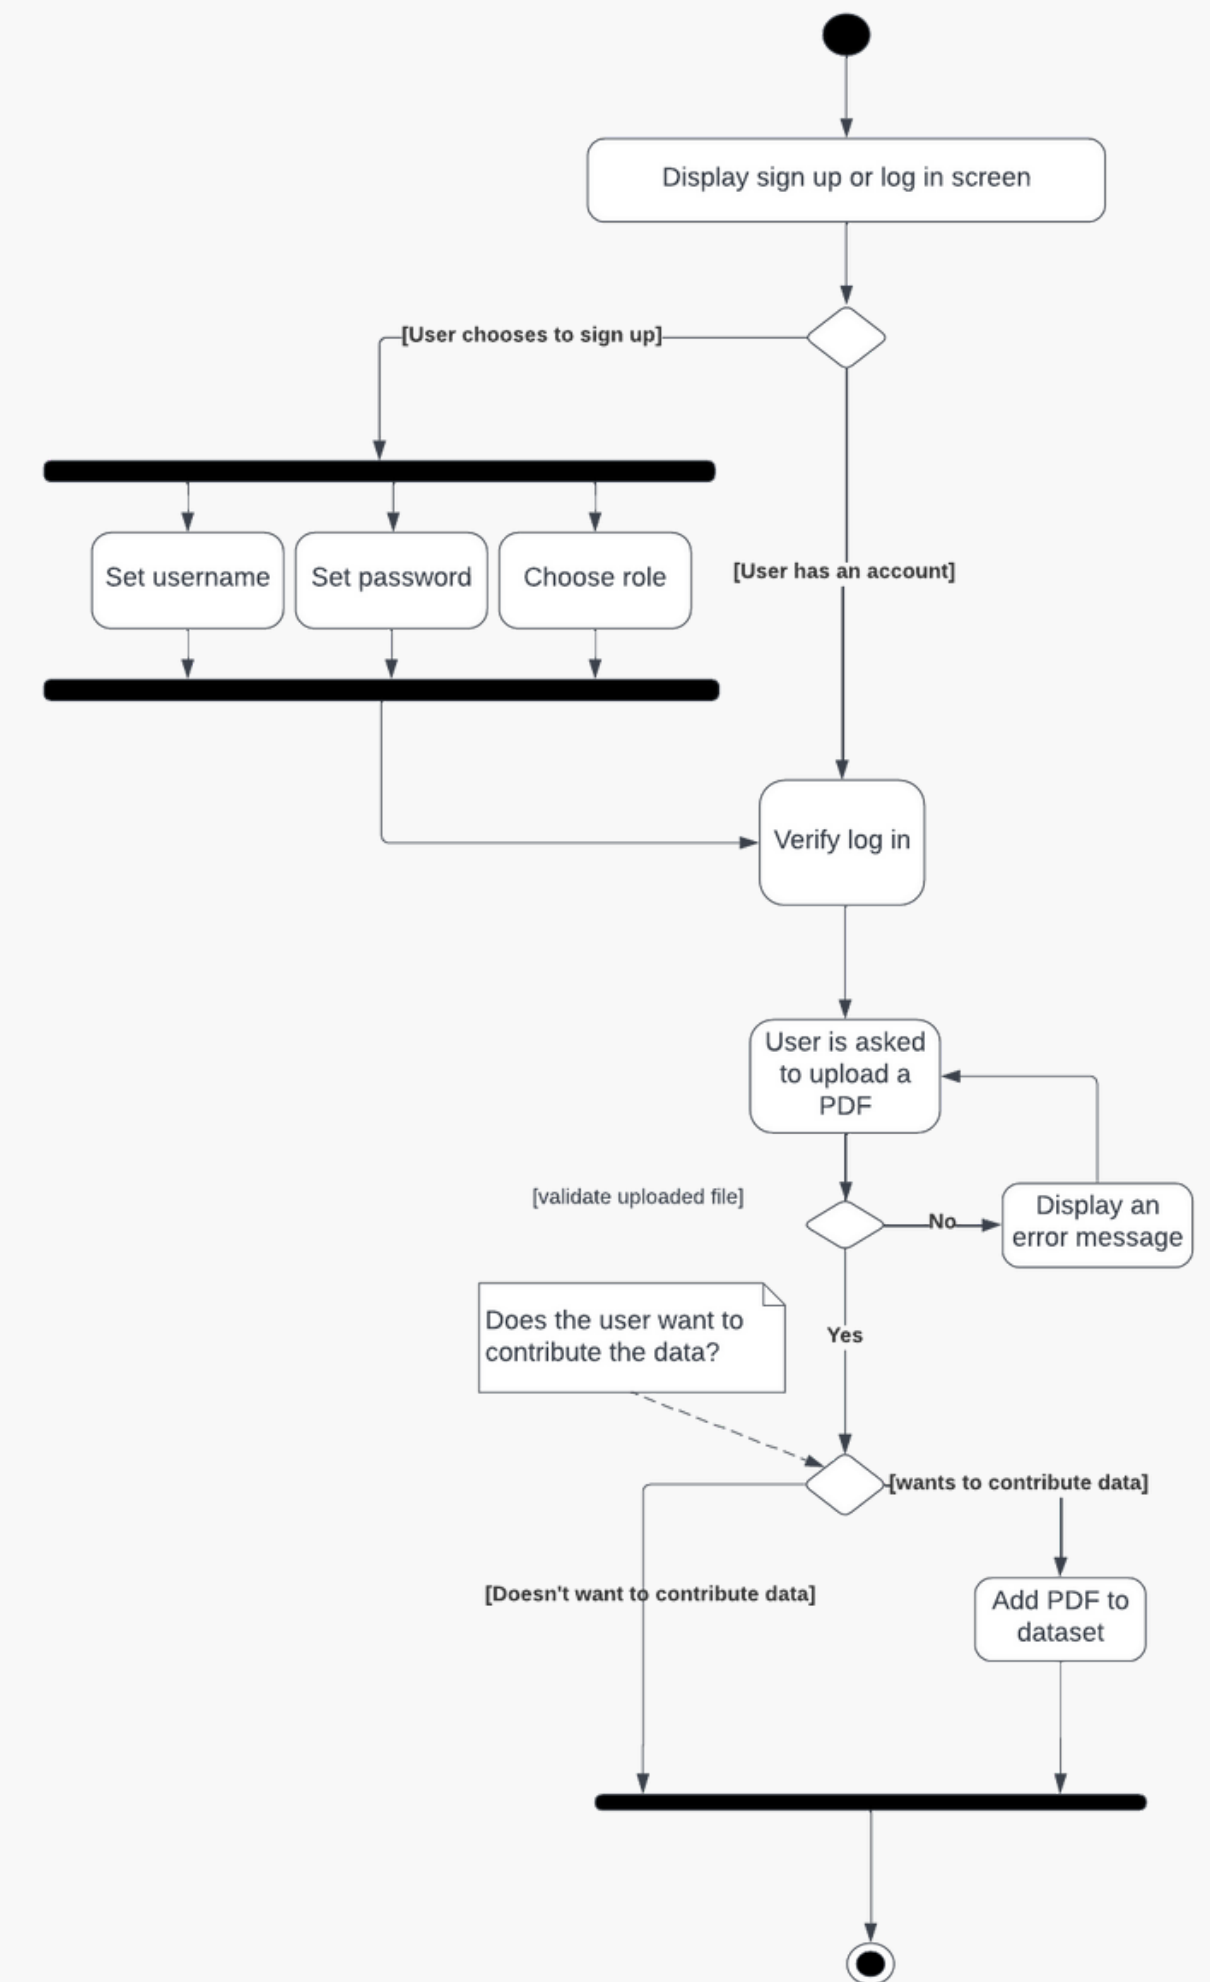 Display sign up or log in screen
[User chooses to sign up]
Set username
Set password
Choose role
[User has an account]
Verify log in
User is asked
to upload a
PDF
[validate uploaded file]
No
Display an
error message
Does the user want to
contribute the data?
Yes
[wants to contribute data]
[Doesn't want to contribute data]
Add PDF to
dataset